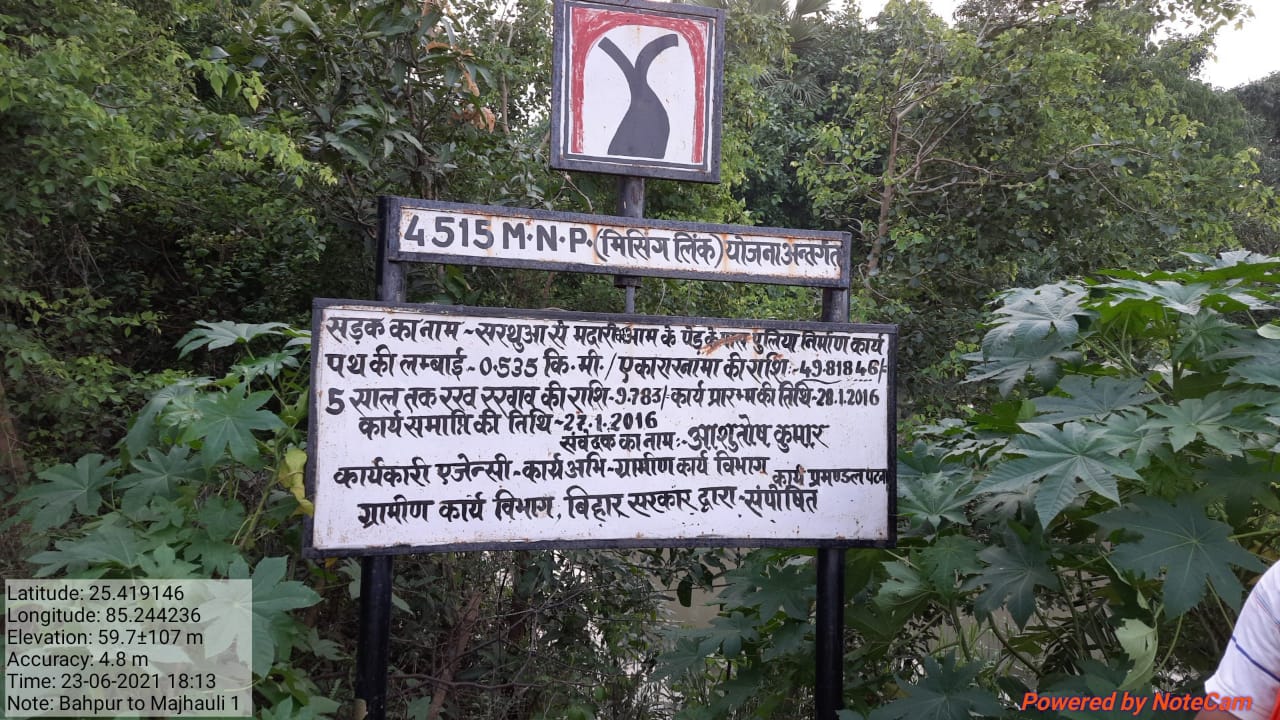 4515 M.N.P. (मिसिंग लिंक) योजना अन्तर्गत
सड़क का नाम - सरथुआ से मदारीचक आम के पेड़ के पास पुलिया निर्माण कार्य
पथ की लम्बाई - 0.535 कि.मी. / एकरारनामा की राशि :- 49.81846/-
5 साल तक रख रखाव की राशि - 9.783/- कार्य प्रारम्भ की तिथि - 28.1.2016
कार्य समाप्ति की तिथि - 27.1.2016
संवेदक का नाम :- आशुतोष कुमार
कार्यकारी एजेन्सी - कार्य अभि - ग्रामीण कार्य विभाग कार्य प्रमण्डल पटना
ग्रामीण कार्य विभाग, बिहार सरकार द्वारा - संपोषित
Latitude: 25.419146
Longitude: 85.244236
Elevation: 59.7±107 m
Accuracy: 4.8 m
Time: 23-06-2021 18:13
Note: Bahpur to Majhauli 1
Powered by NoteCam